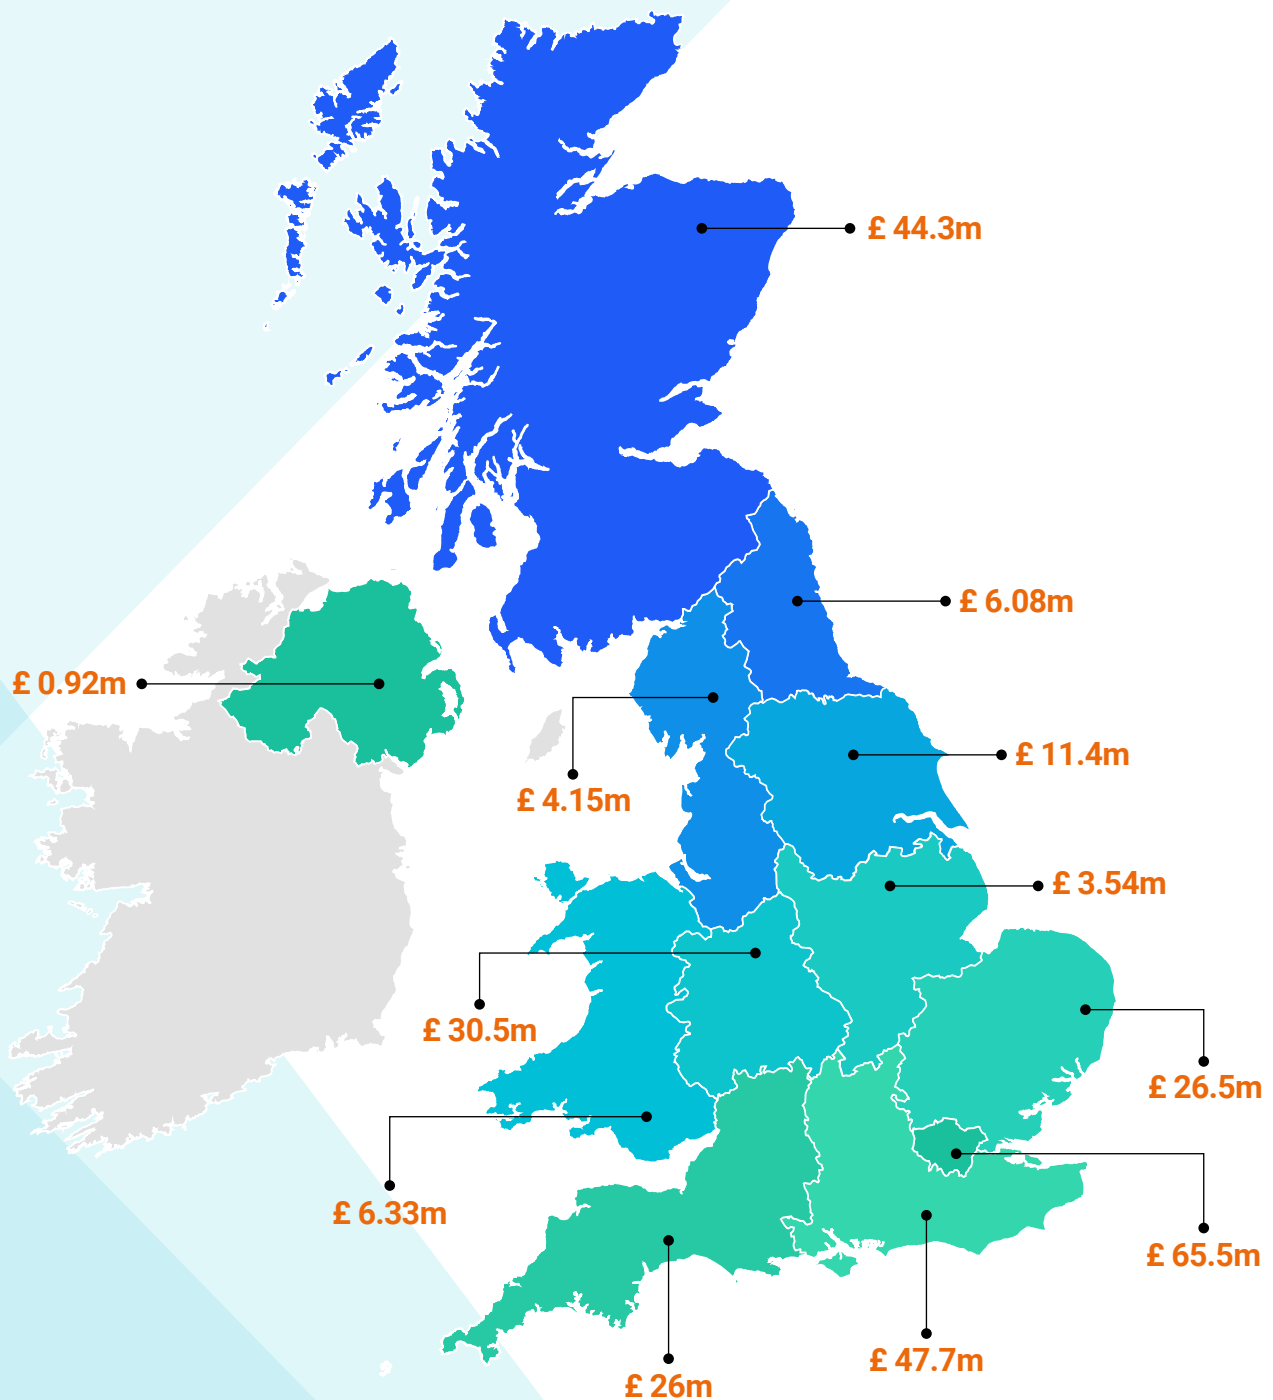 £ 44.3m
£ 6.08m
£ 0.92m
£ 11.4m
£ 4.15m
£ 3.54m
£ 30.5m
£ 26.5m
£ 6.33m
£ 65.5m
£ 47.7m
£ 26m